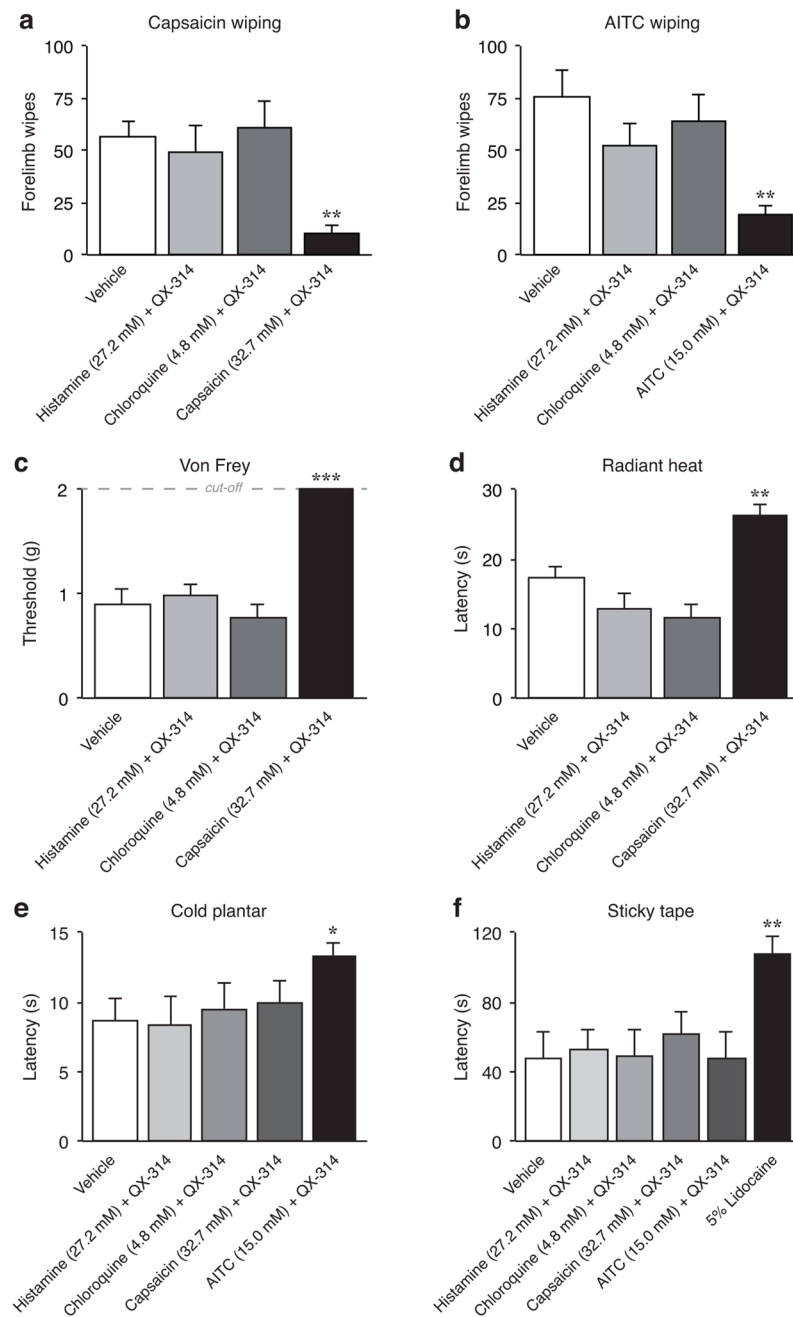 a
Capsaicin wiping
100
75
50
25
0
Forelimb wipes
**
Vehicle
Histamine (27.2 mM) + QX-314
Chloroquine (4.8 mM) + QX-314
Capsaicin (32.7 mM) + QX-314
b
AITC wiping
100
75
50
25
0
Forelimb wipes
**
Vehicle
Histamine (27.2 mM) + QX-314
Chloroquine (4.8 mM) + QX-314
AITC (15.0 mM) + QX-314
c
Von Frey
2
1
0
Threshold (g)
cut-off
***
Vehicle
Histamine (27.2 mM) + QX-314
Chloroquine (4.8 mM) + QX-314
Capsaicin (32.7 mM) + QX-314
d
Radiant heat
30
20
10
0
Latency (s)
**
Vehicle
Histamine (27.2 mM) + QX-314
Chloroquine (4.8 mM) + QX-314
Capsaicin (32.7 mM) + QX-314
e
Cold plantar
15
10
5
0
Latency (s)
*
Vehicle
Histamine (27.2 mM) + QX-314
Chloroquine (4.8 mM) + QX-314
Capsaicin (32.7 mM) + QX-314
AITC (15.0 mM) + QX-314
f
Sticky tape
120
80
40
0
Latency (s)
**
Vehicle
Histamine (27.2 mM) + QX-314
Chloroquine (4.8 mM) + QX-314
Capsaicin (32.7 mM) + QX-314
AITC (15.0 mM) + QX-314
5% Lidocaine